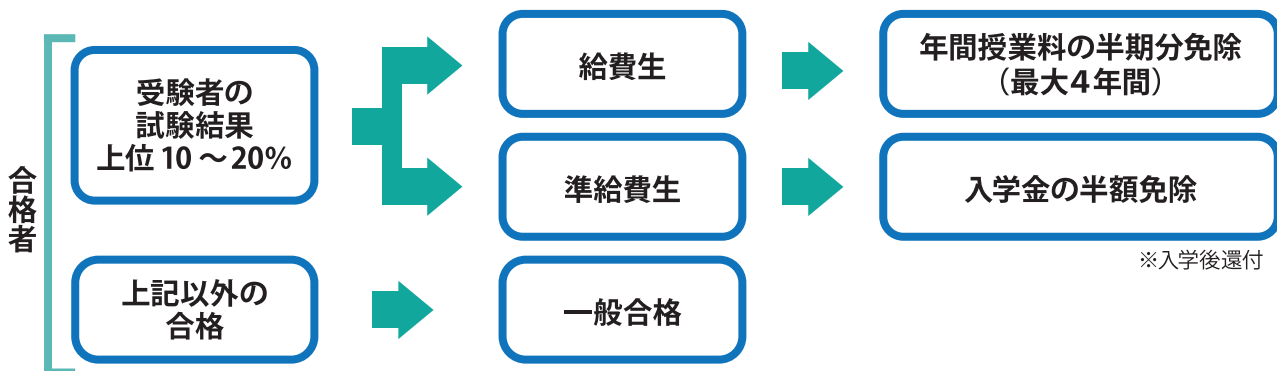 合格者
受験者の
試験結果
上位 10 ～ 20%
給費生
年間授業料の半期分免除
（最大４年間）
準給費生
入学金の半額免除
※入学後還付
上記以外の
合格
一般合格